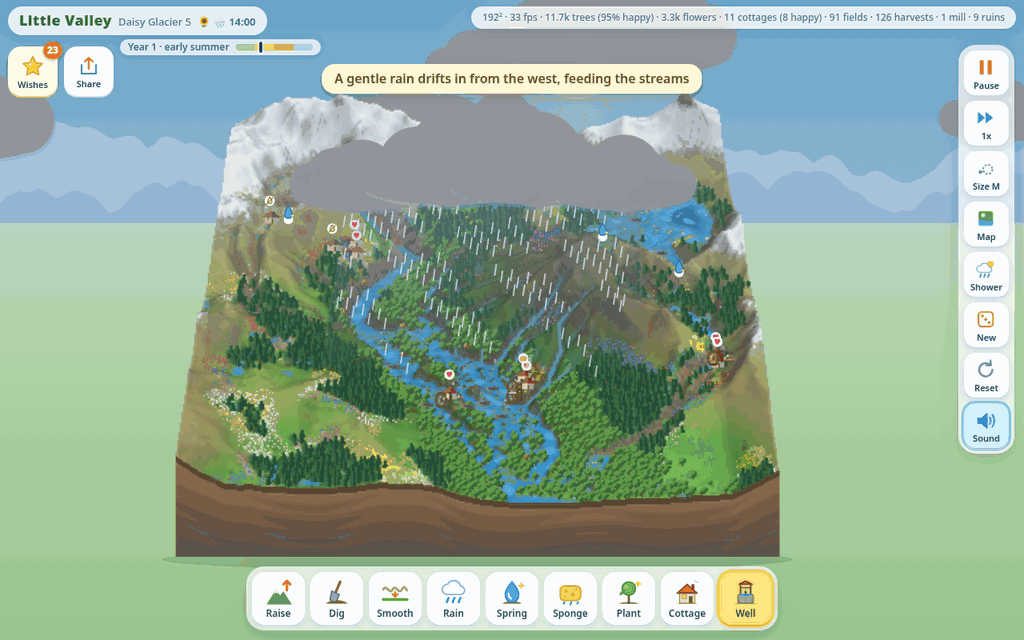 Little Valley Daisy Glacier 5 14:00
192² · 33 fps · 11.7k trees (95% happy) · 3.3k flowers · 11 cottages (8 happy) · 91 fields · 126 harvests · 1 mill · 9 ruins
Year 1 · early summer
23
Wishes
Share
A gentle rain drifts in from the west, feeding the streams
Pause
1x
Size M
Map
Shower
New
Reset
Sound
Raise
Dig
Smooth
Rain
Spring
Sponge
Plant
Cottage
Well